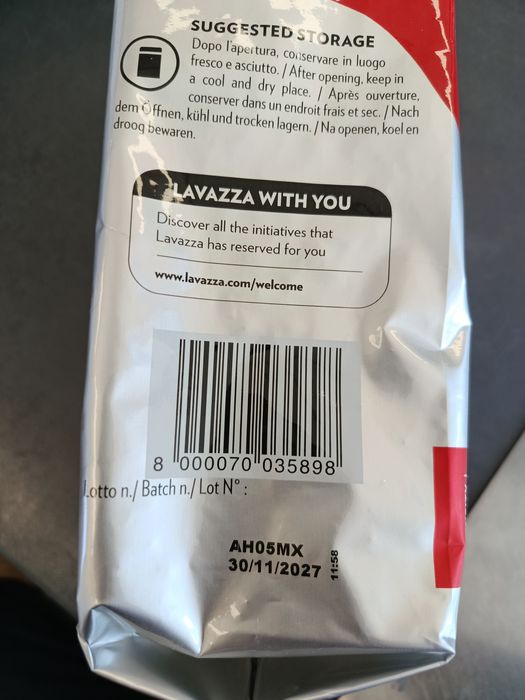 SUGGESTED STORAGE
Dopo l'apertura, conservare in luogo
fresco e asciutto. / After opening, keep in
a cool and dry place. / Après ouverture,
conserver dans un endroit frais et sec. / Nach
dem Öffnen, kühl und trocken lagern. / Na openen, koel en
droog bewaren.
LAVAZZA WITH YOU
Discover all the initiatives that
Lavazza has reserved for you
www.lavazza.com/welcome
8 000070 035898
Lotto n./ Batch n./ Lot N° :
AH05MX
30/11/2027
11:58